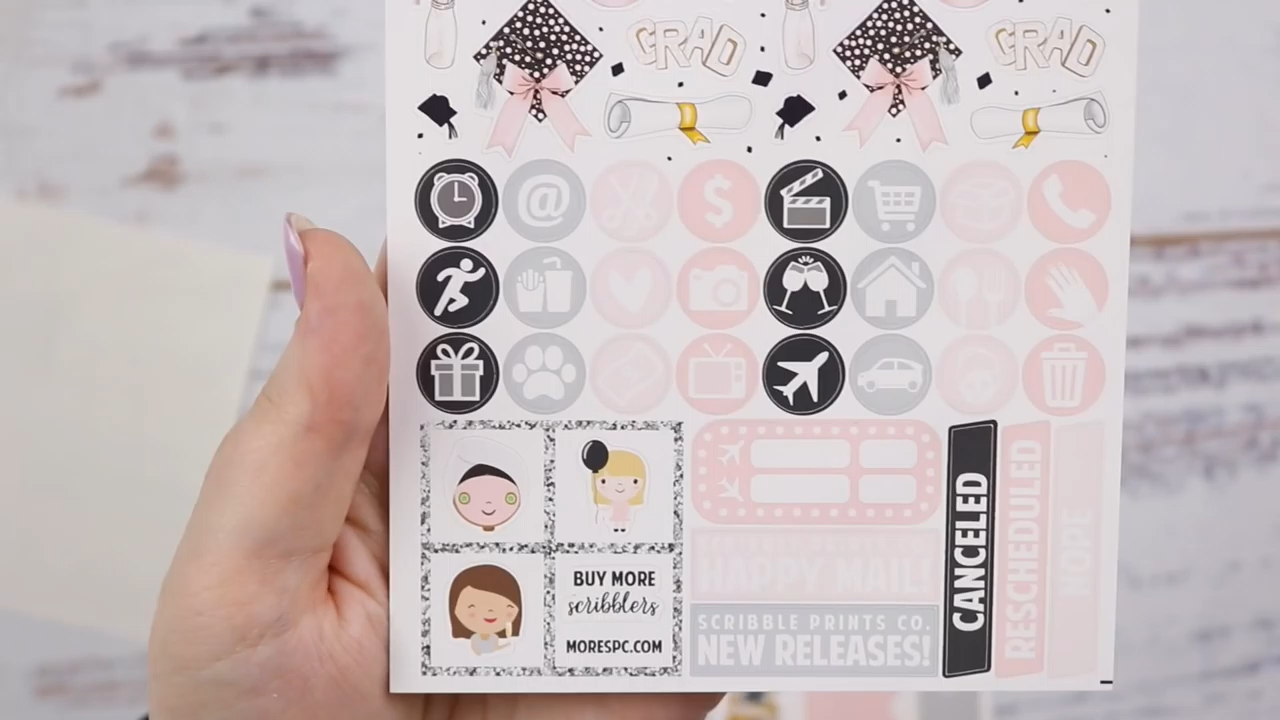 GRAD
GRAD
@
$
BUY MORE
scribblers
MORESPC.COM
HAPPY MAIL!
SCRIBBLE PRINTS CO.
NEW RELEASES!
CANCELED
RESCHEDULED
NOPE